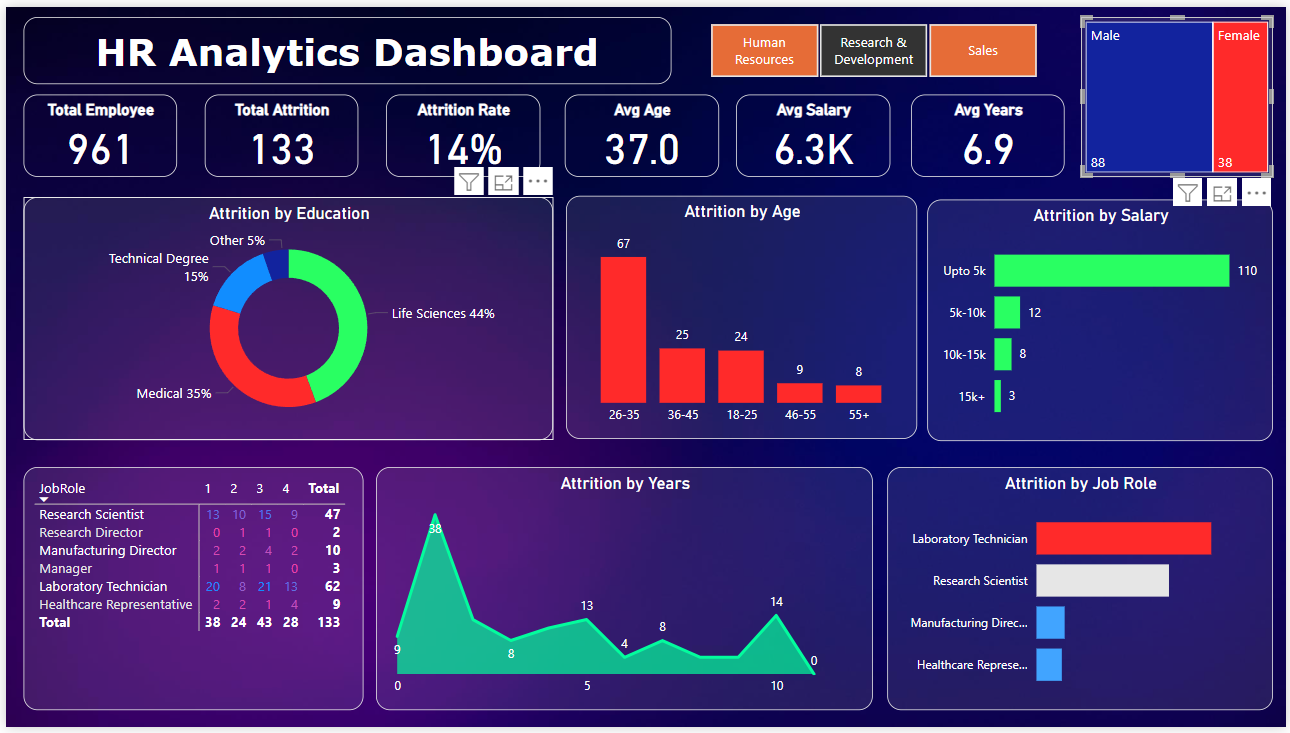 HR Analytics Dashboard
Human
Resources
Research &
Development
Sales
Male
Female
88
38
Total Employee
961
Total Attrition
133
Attrition Rate
14%
Avg Age
37.0
Avg Salary
6.3K
Avg Years
6.9
Attrition by Education
Other 5%
Technical Degree
15%
Life Sciences 44%
Medical 35%
Attrition by Age
67
25
24
9
8
26-35
36-45
18-25
46-55
55+
Attrition by Salary
Upto 5k
110
5k-10k
12
10k-15k
8
15k+
3
JobRole 1 2 3 4 Total
Research Scientist 13 10 15 9 47
Research Director 0 1 1 0 2
Manufacturing Director 2 2 4 2 10
Manager 1 1 1 0 3
Laboratory Technician 20 8 21 13 62
Healthcare Representative 2 2 1 4 9
Total 38 24 43 28 133
Attrition by Years
38
9
8
13
4
8
14
0
0
5
10
Attrition by Job Role
Laboratory Technician
Research Scientist
Manufacturing Direc...
Healthcare Represe...